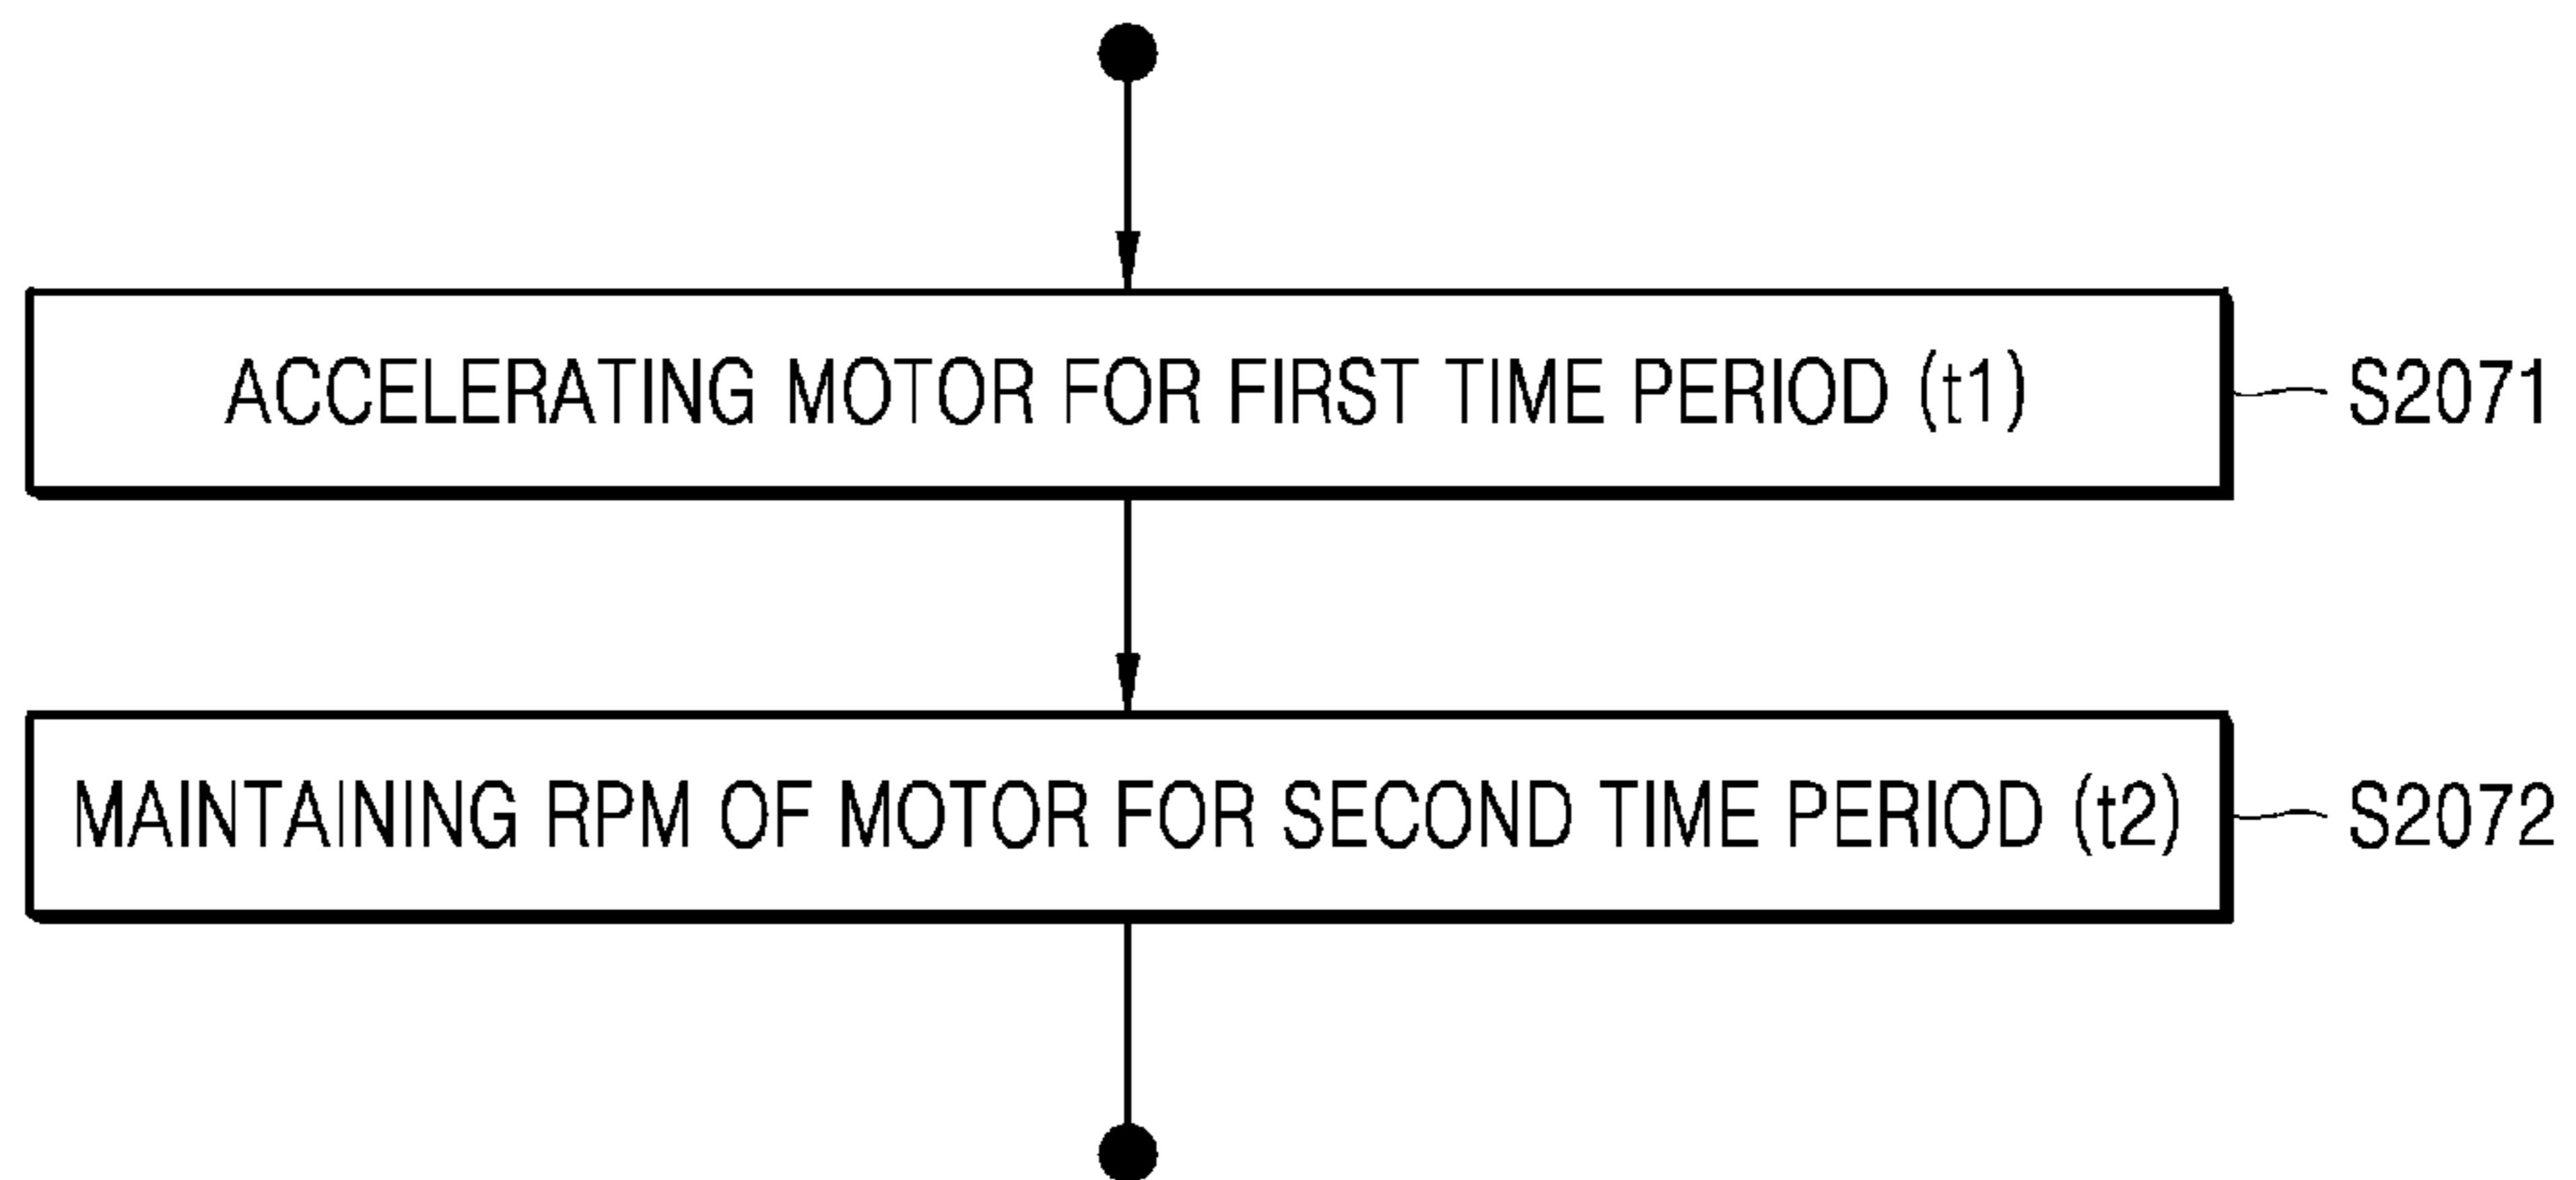 ACCELERATING MOTOR FOR FIRST TIME PERIOD (t1) S2071
MAINTAINING RPM OF MOTOR FOR SECOND TIME PERIOD (t2) S2072